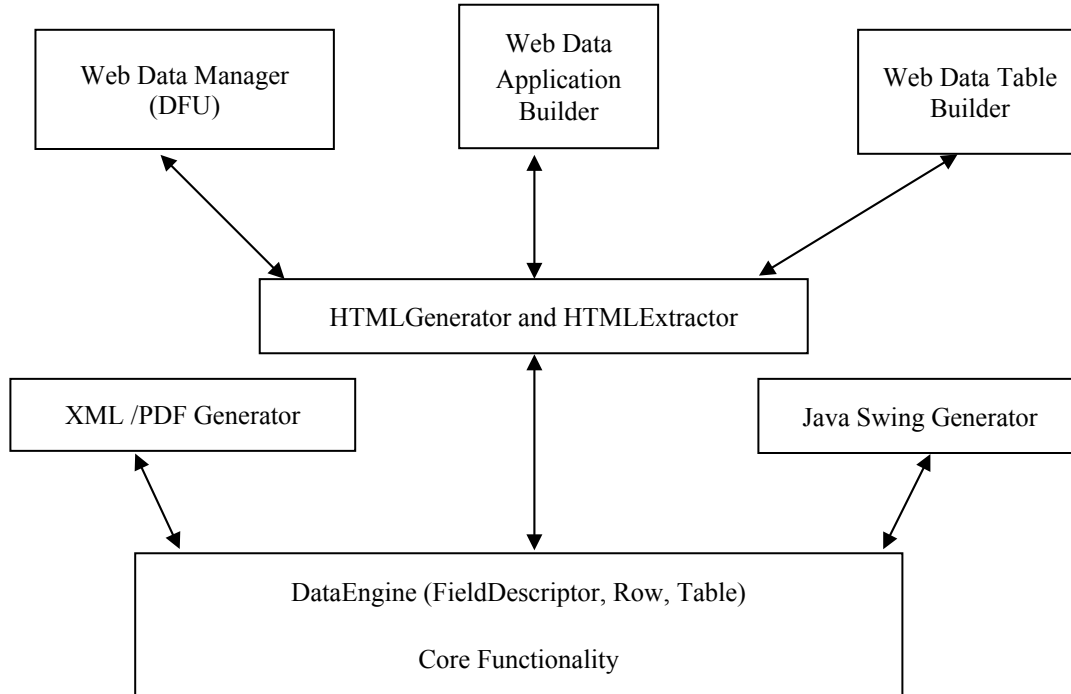 Web Data Manager
(DFU)
Web Data
Application
Builder
Web Data Table
Builder
HTMLGenerator and HTMLExtractor
XML /PDF Generator
Java Swing Generator
DataEngine (FieldDescriptor, Row, Table)
Core Functionality